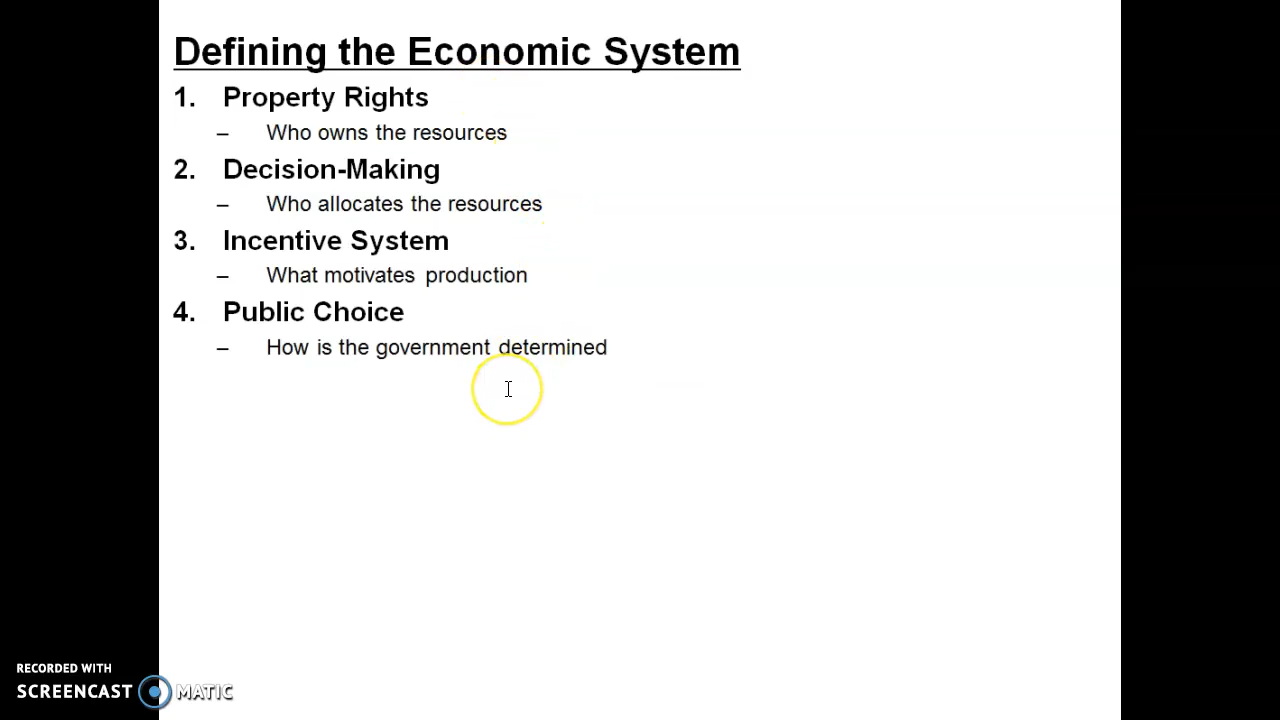 Defining the Economic System
1. Property Rights
– Who owns the resources
2. Decision-Making
– Who allocates the resources
3. Incentive System
– What motivates production
4. Public Choice
– How is the government determined
RECORDED WITH
SCREENCAST MATIC